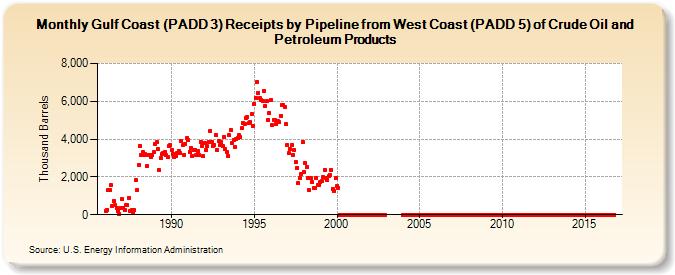 Monthly Gulf Coast (PADD 3) Receipts by Pipeline from West Coast (PADD 5) of Crude Oil and
Petroleum Products
Thousand Barrels
8,000
6,000
4,000
2,000
0
1990
1995
2000
2005
2010
2015
Source: U.S. Energy Information Administration